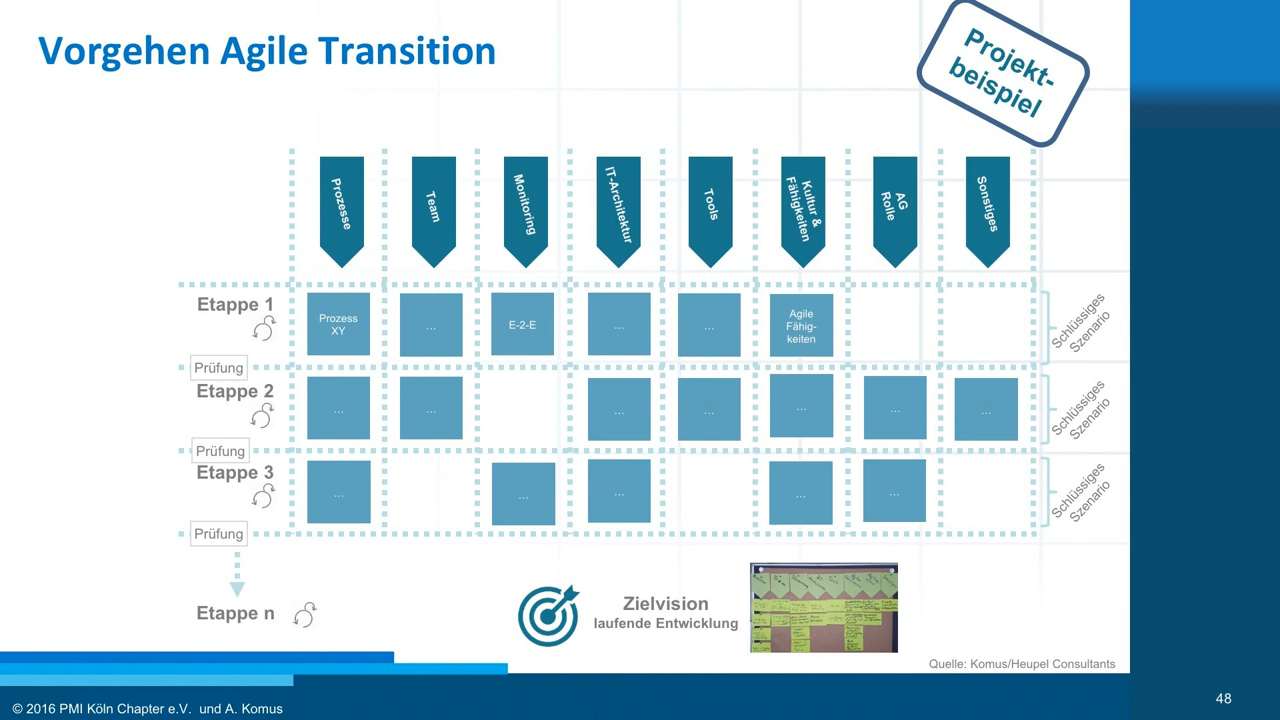 Vorgehen Agile Transition
Projekt-
beispiel
Prozesse
Team
Monitoring
IT-Architektur
Tools
Kultur &
Fähigkeiten
AG
Rolle
Sonstiges
Etappe 1
Prozess
XY
...
E-2-E
...
...
Agile
Fähig-
keiten
Schlüssiges
Szenario
Prüfung
Etappe 2
...
...
...
...
...
...
...
Schlüssiges
Szenario
Prüfung
Etappe 3
...
...
...
...
...
Schlüssiges
Szenario
Prüfung
Etappe n
Zielvision
laufende Entwicklung
Quelle: Komus/Heupel Consultants
© 2016 PMI Köln Chapter e.V. und A. Komus
48